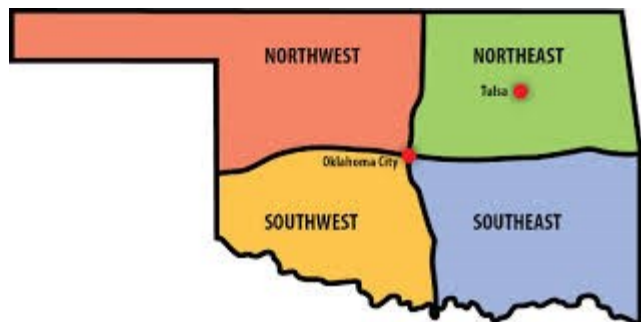 NORTHWEST
NORTHEAST
Tulsa
Oklahoma City
SOUTHWEST
SOUTHEAST